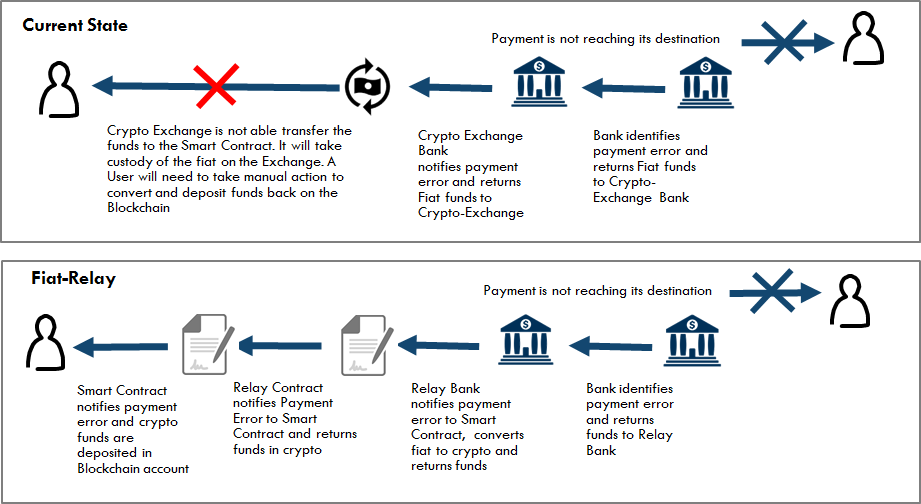 Current State
Payment is not reaching its destination
Crypto Exchange is not able transfer the
funds to the Smart Contract. It will take
custody of the fiat on the Exchange. A
User will need to take manual action to
convert and deposit funds back on the
Blockchain
Crypto Exchange
Bank
notifies payment
error and returns
Fiat funds to
Crypto-Exchange
Bank identifies
payment error and
returns Fiat funds
to Crypto-
Exchange Bank
Fiat-Relay
Payment is not reaching its destination
Smart Contract
notifies payment
error and crypto
funds are
deposited in
Blockchain account
Relay Contract
notifies Payment
Error to Smart
Contract and returns
funds in crypto
Relay Bank
notifies payment
error to Smart
Contract, converts
fiat to crypto and
returns funds
Bank identifies
payment error
and returns
funds to Relay
Bank